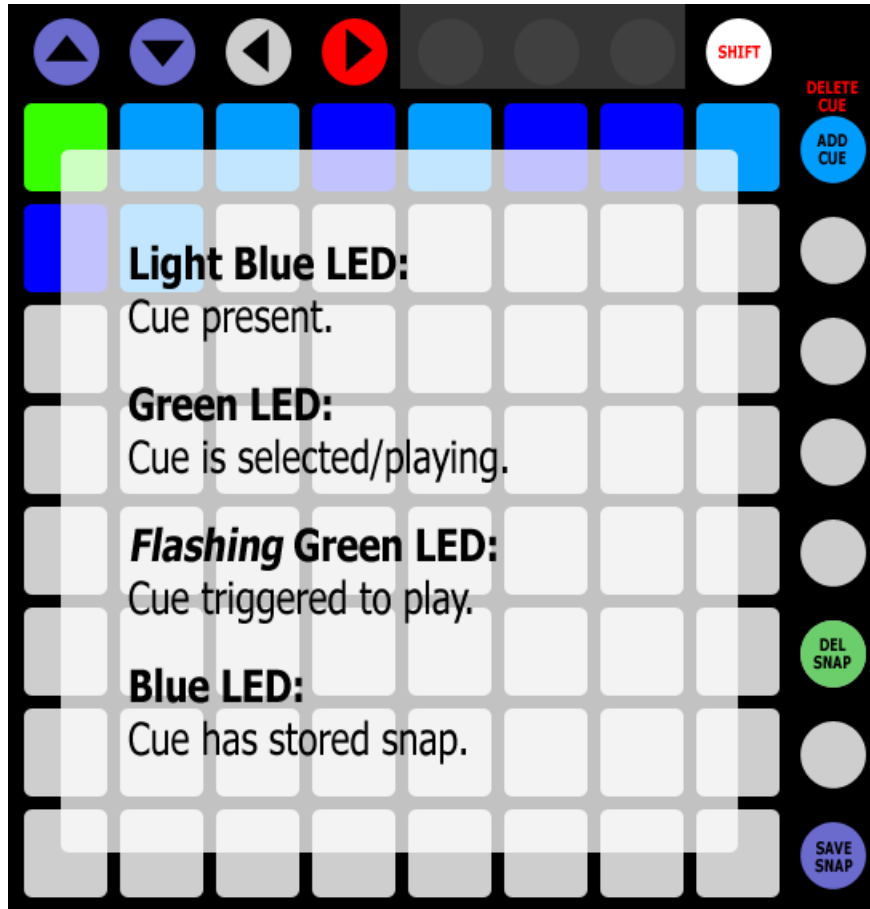 SHIFT
DELETE
CUE
ADD
CUE
Light Blue LED:
Cue present.
Green LED:
Cue is selected/playing.
Flashing Green LED:
Cue triggered to play.
DEL
SNAP
Blue LED:
Cue has stored snap.
SAVE
SNAP